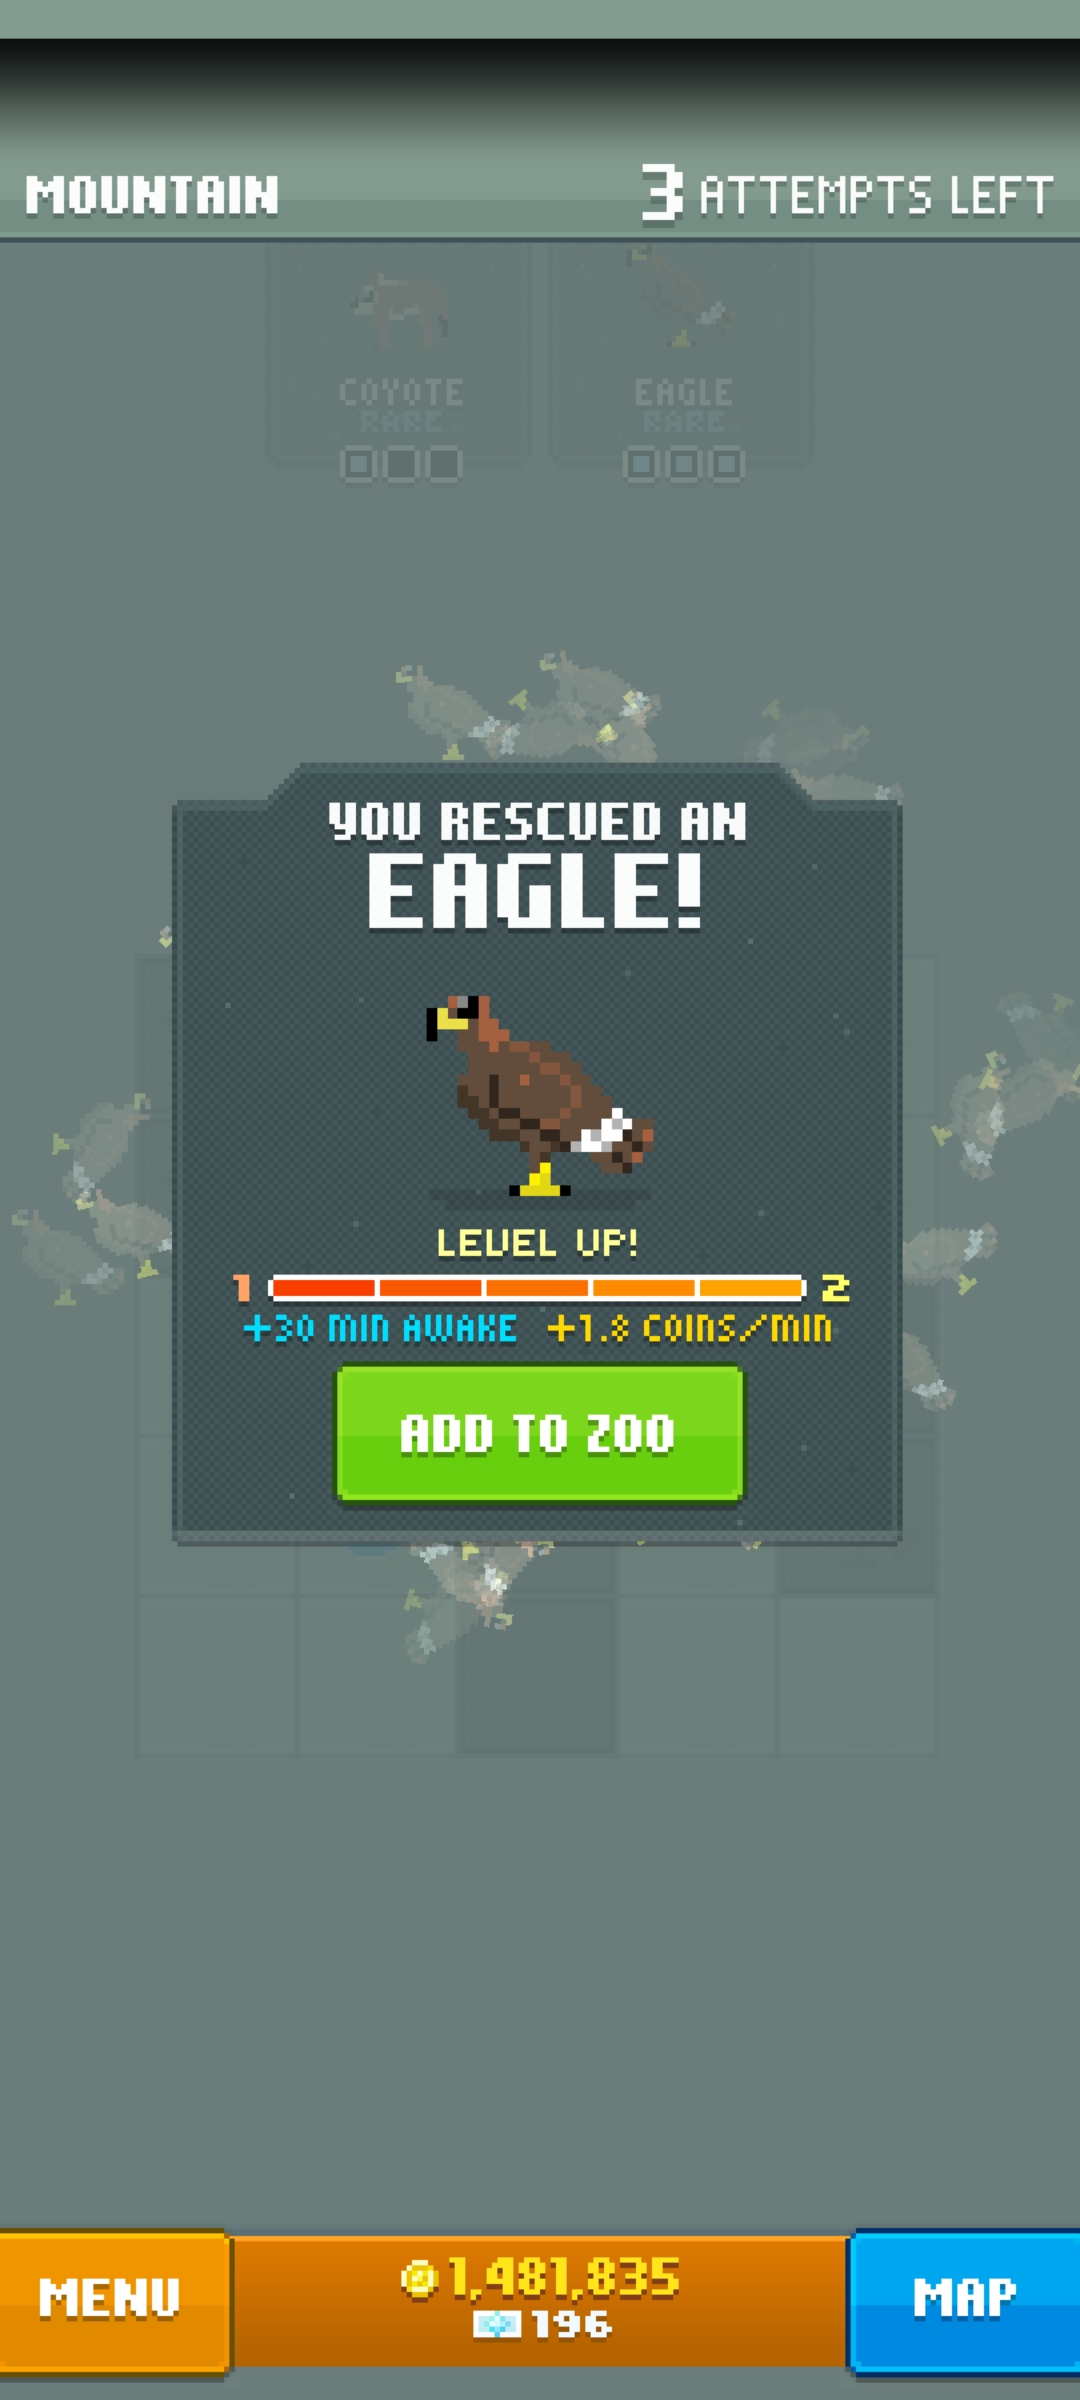 MOUNTAIN
3 ATTEMPTS LEFT
COYOTE
RARE
EAGLE
RARE
YOU RESCUED AN
EAGLE!
LEVEL UP!
1 2
+30 MIN AWAKE +1.8 COINS/MIN
ADD TO ZOO
MENU
1,481,835
196
MAP